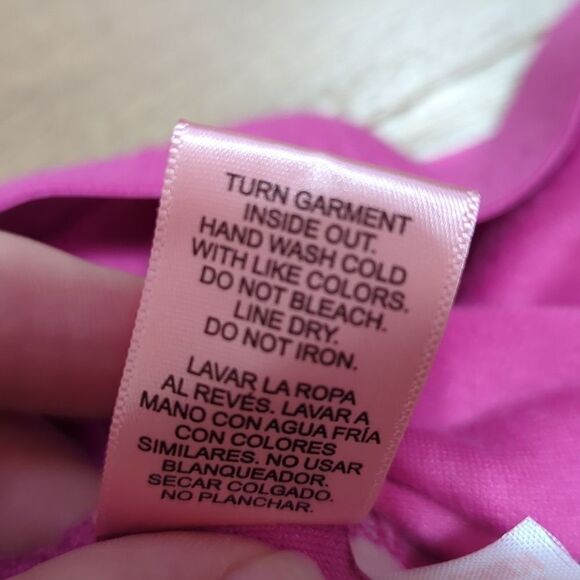 TURN GARMENT
INSIDE OUT.
HAND WASH COLD
WITH LIKE COLORS.
DO NOT BLEACH.
LINE DRY.
DO NOT IRON.
LAVAR LA ROPA
AL REVÉS. LAVAR A
MANO CON AGUA FRÍA
CON COLORES
SIMILARES. NO USAR
BLANQUEADOR.
SECAR COLGADO.
NO PLANCHAR.